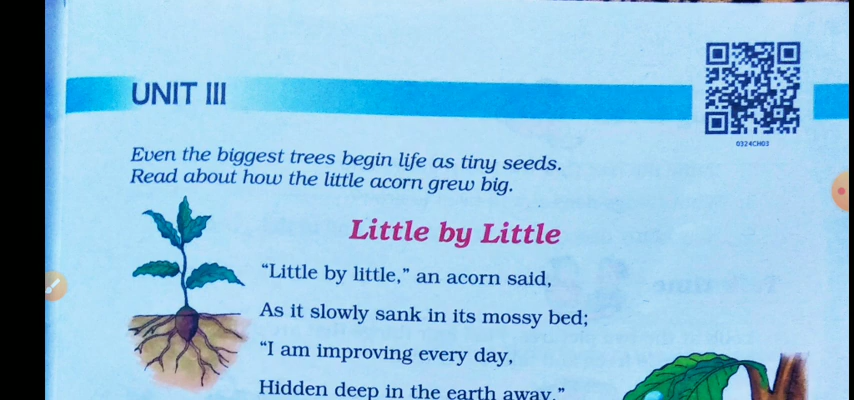 UNIT III
0324CH03
Even the biggest trees begin life as tiny seeds.
Read about how the little acorn grew big.
Little by Little
“Little by little,” an acorn said,
As it slowly sank in its mossy bed;
“I am improving every day,
Hidden deep in the earth away.”